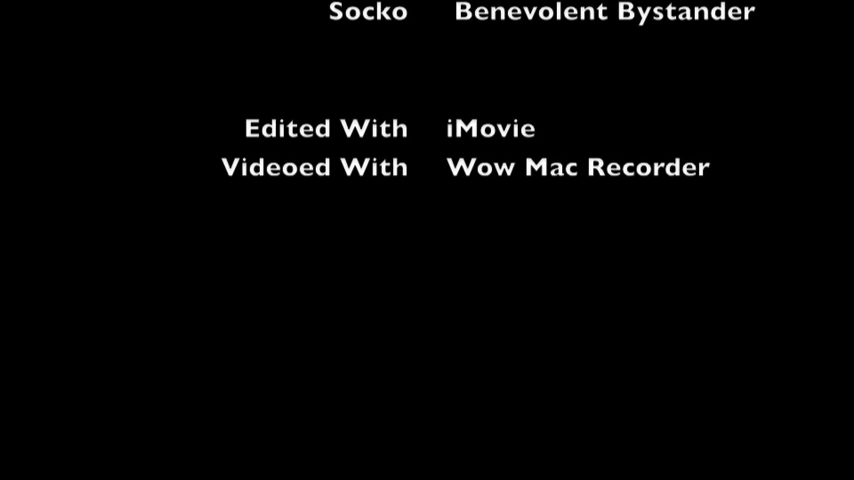 Socko Benevolent Bystander
Edited With iMovie
Videoed With Wow Mac Recorder